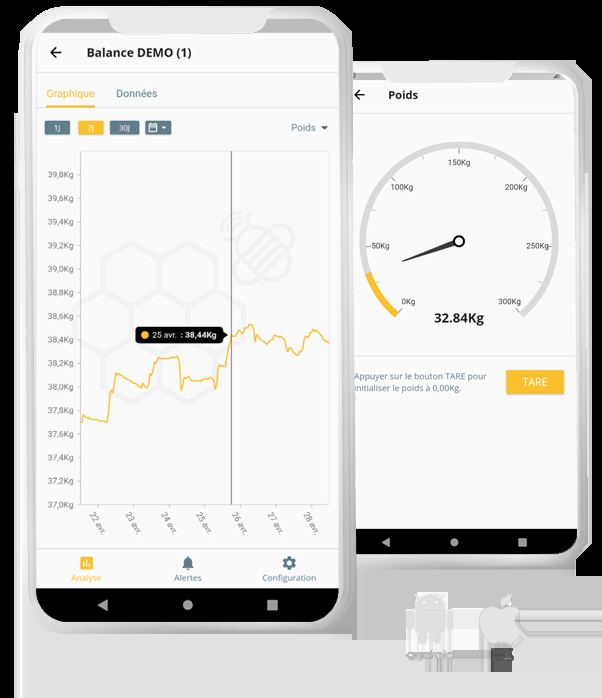 Balance DEMO (1)
Graphique
Données
1J
7J
30J
Poids
39,8Kg
39,6Kg
39,4Kg
39,2Kg
39,0Kg
38,8Kg
38,6Kg
38,4Kg
38,2Kg
38,0Kg
37,8Kg
37,6Kg
37,4Kg
37,2Kg
37,0Kg
25 avr. : 38,44Kg
22 avr.
23 avr.
24 avr.
25 avr.
26 avr.
27 avr.
28 avr.
Analyse
Alertes
Configuration
Poids
0Kg
50Kg
100Kg
150Kg
200Kg
250Kg
300Kg
32.84Kg
Appuyer sur le bouton TARE pour
initialiser le poids à 0,00Kg.
TARE